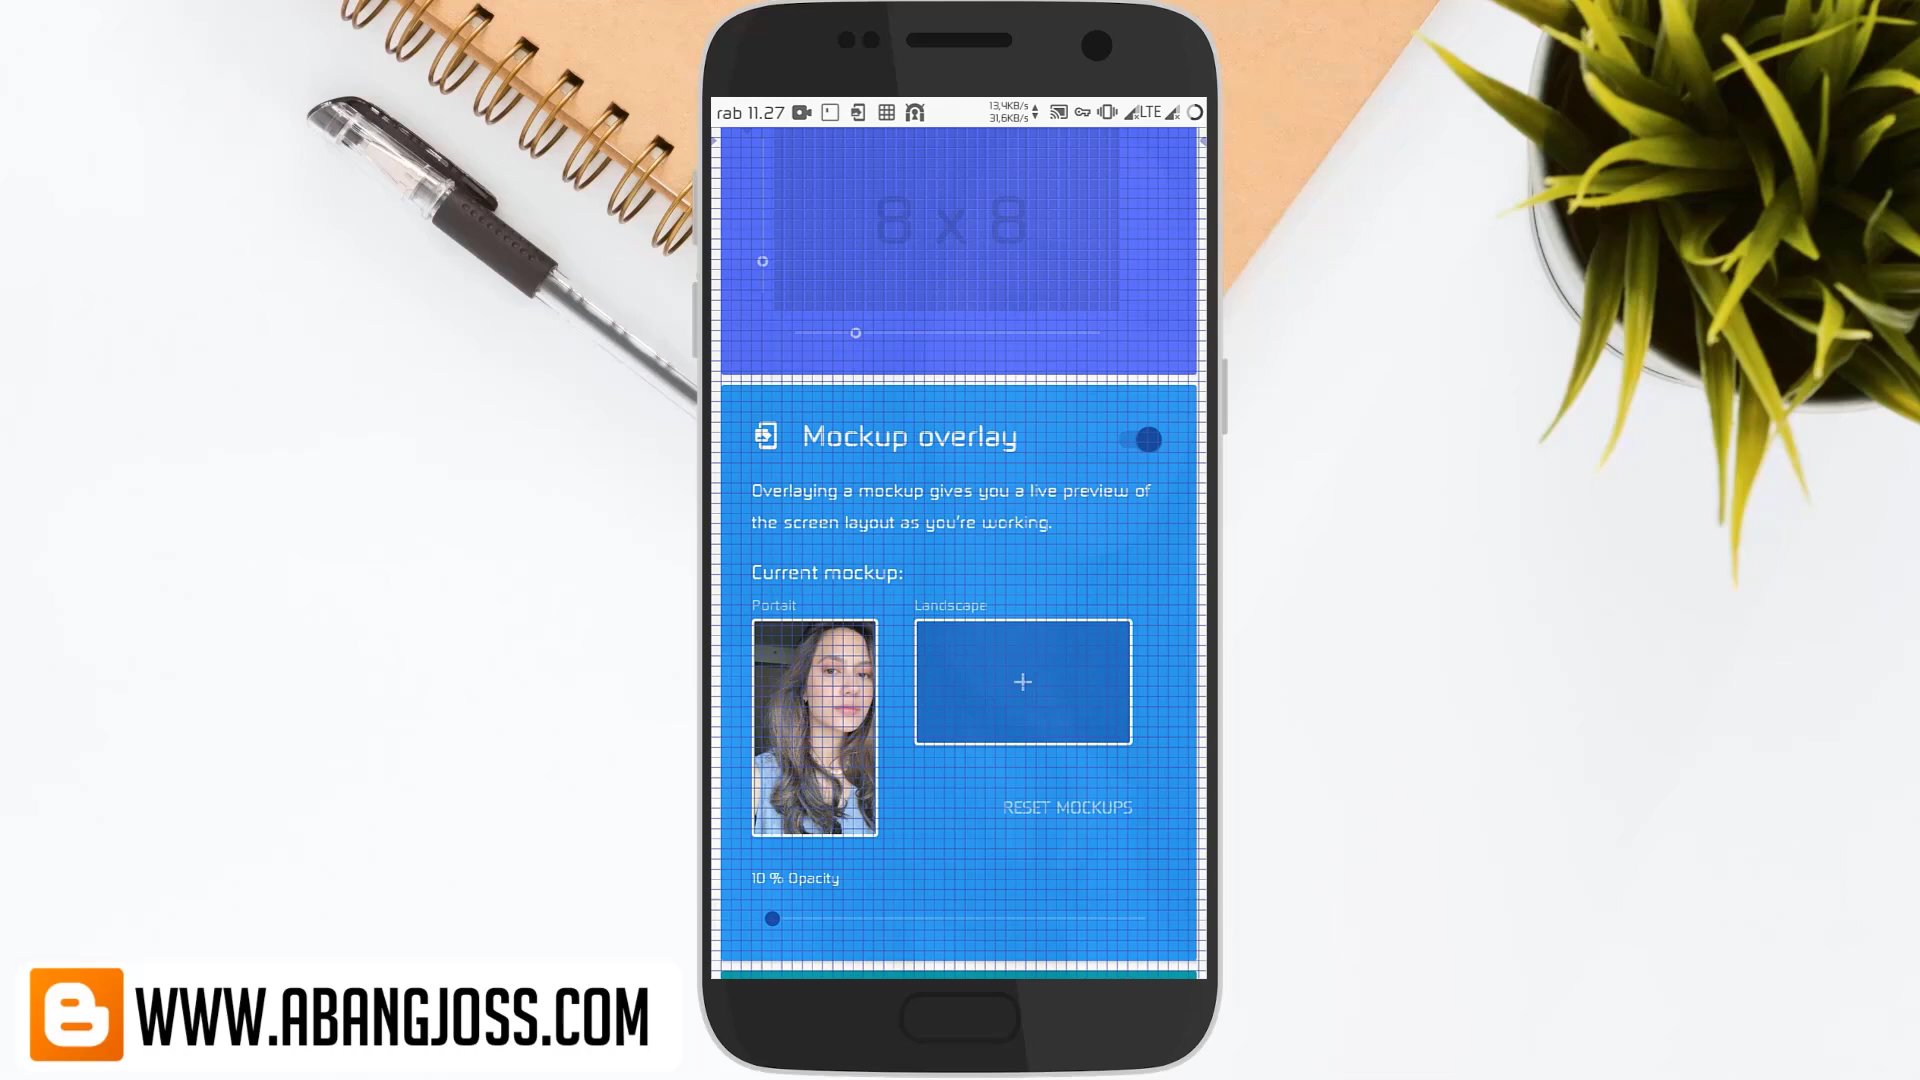 rab 11.27
13,4KB/s
31,6KB/s
LTE
8 x 8
Mockup overlay
Overlaying a mockup gives you a live preview of
the screen layout as you're working.
Current mockup:
Portait
Landscape
RESET MOCKUPS
10 % Opacity
WWW.ABANGJOSS.COM